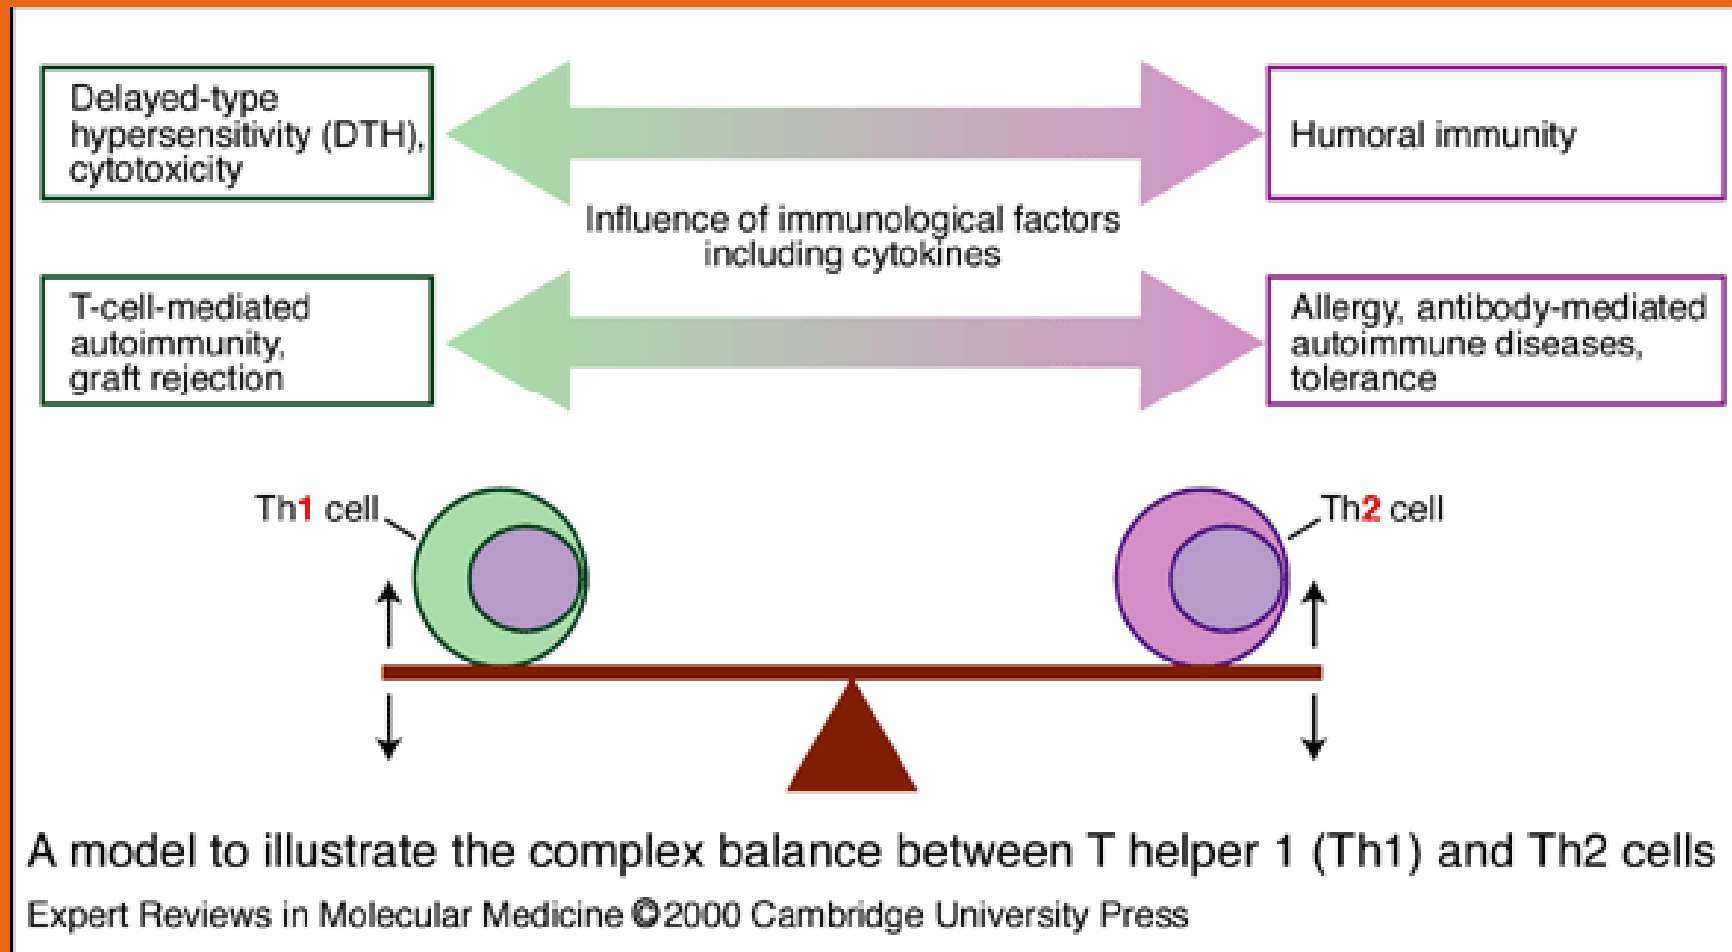 Delayed-type
hypersensitivity (DTH),
cytotoxicity
Humoral immunity
Influence of immunological factors
including cytokines
T-cell-mediated
autoimmunity,
graft rejection
Allergy, antibody-mediated
autoimmune diseases,
tolerance
Th1 cell
Th2 cell
A model to illustrate the complex balance between T helper 1 (Th1) and Th2 cells
Expert Reviews in Molecular Medicine ©2000 Cambridge University Press